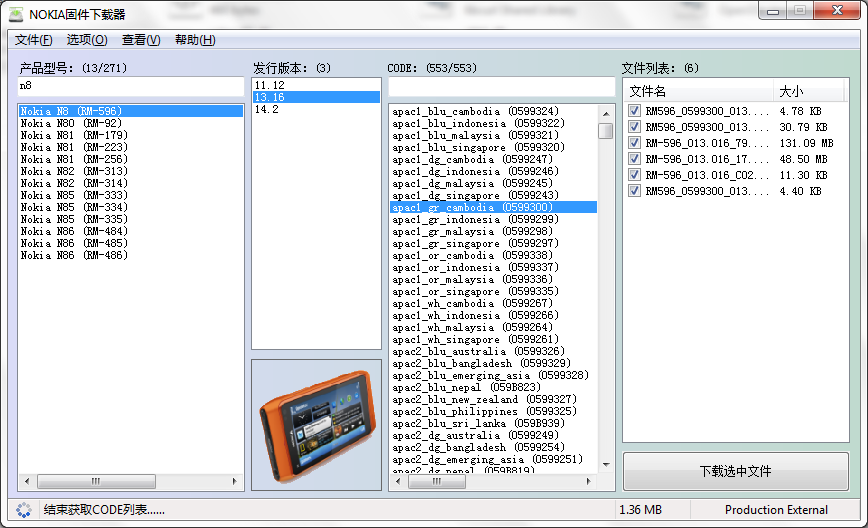 NOKIA固件下载器
文件(F) 选项(O) 查看(V) 帮助(H)
产品型号: (13/271)
n8
Nokia N8 (RM-596)
Nokia N80 (RM-92)
Nokia N81 (RM-179)
Nokia N81 (RM-223)
Nokia N81 (RM-256)
Nokia N82 (RM-313)
Nokia N82 (RM-314)
Nokia N85 (RM-333)
Nokia N85 (RM-334)
Nokia N85 (RM-335)
Nokia N86 (RM-484)
Nokia N86 (RM-485)
Nokia N86 (RM-486)
发行版本: (3)
11.12
13.16
14.2
CODE: (553/553)
apac1_blu_cambodia (0599324)
apac1_blu_indonesia (0599322)
apac1_blu_malaysia (0599321)
apac1_blu_singapore (0599320)
apac1_dg_cambodia (0599247)
apac1_dg_indonesia (0599246)
apac1_dg_malaysia (0599245)
apac1_dg_singapore (0599243)
apac1_gr_cambodia (0599300)
apac1_gr_indonesia (0599299)
apac1_gr_malaysia (0599298)
apac1_gr_singapore (0599297)
apac1_or_cambodia (0599338)
apac1_or_indonesia (0599337)
apac1_or_malaysia (0599336)
apac1_or_singapore (0599335)
apac1_wh_cambodia (0599267)
apac1_wh_indonesia (0599266)
apac1_wh_malaysia (0599264)
apac1_wh_singapore (0599261)
apac2_blu_australia (0599326)
apac2_blu_bangladesh (0599329)
apac2_blu_emerging_asia (0599328)
apac2_blu_nepal (059B823)
apac2_blu_new_zealand (0599327)
apac2_blu_philippines (0599325)
apac2_blu_sri_lanka (059B939)
apac2_dg_australia (0599249)
apac2_dg_bangladesh (0599254)
apac2_dg_emerging_asia (0599251)
apac2_dg_nepal (059B819)
文件列表: (6)
文件名 大小
RM596_0599300_013.... 4.78 KB
RM596_0599300_013.... 30.79 KB
RM-596_013.016_79... 131.09 MB
RM-596_013.016_17... 48.50 MB
RM-596_013.016_C02... 11.30 KB
RM596_0599300_013.... 4.40 KB
下载选中文件
结束获取CODE列表...... 1.36 MB Production External